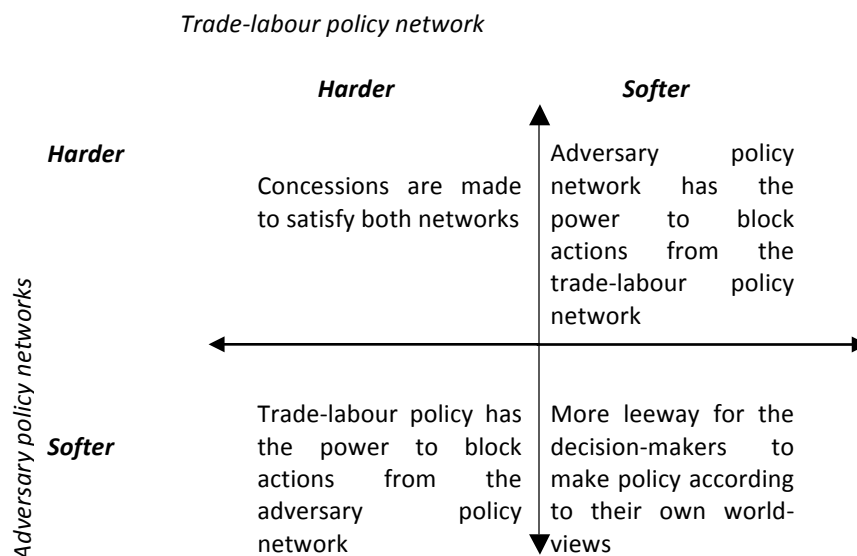 Trade-labour policy network
Harder
Softer
Harder
Concessions are made
to satisfy both networks
Adversary policy
network has the
power to block
actions from the
trade-labour policy
network
Adversary policy networks
Softer
Trade-labour policy has
the power to block
actions from the
adversary policy
network
More leeway for the
decision-makers to
make policy according
to their own world-
views